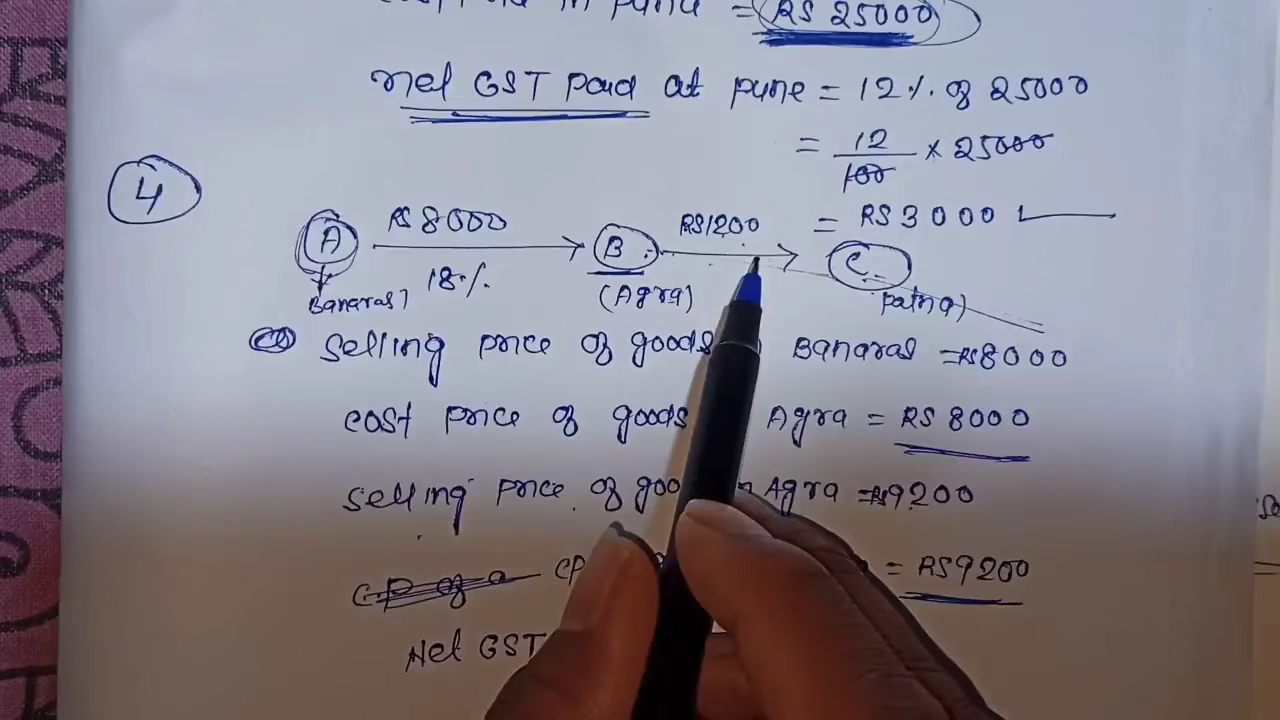 = RS 25000
Net GST Paid at pune = 12 % of 25000
= 12/100 × 25000
4
= RS 3000
A RS 8000 B RS 1200 C
Banaras) 18 % (Agra) patna)
selling price of goods Banaras = RS 8000
cost price of goods Agra = RS 8000
selling price of goo Agra = RS 9200
CP = RS 9200
Net GST